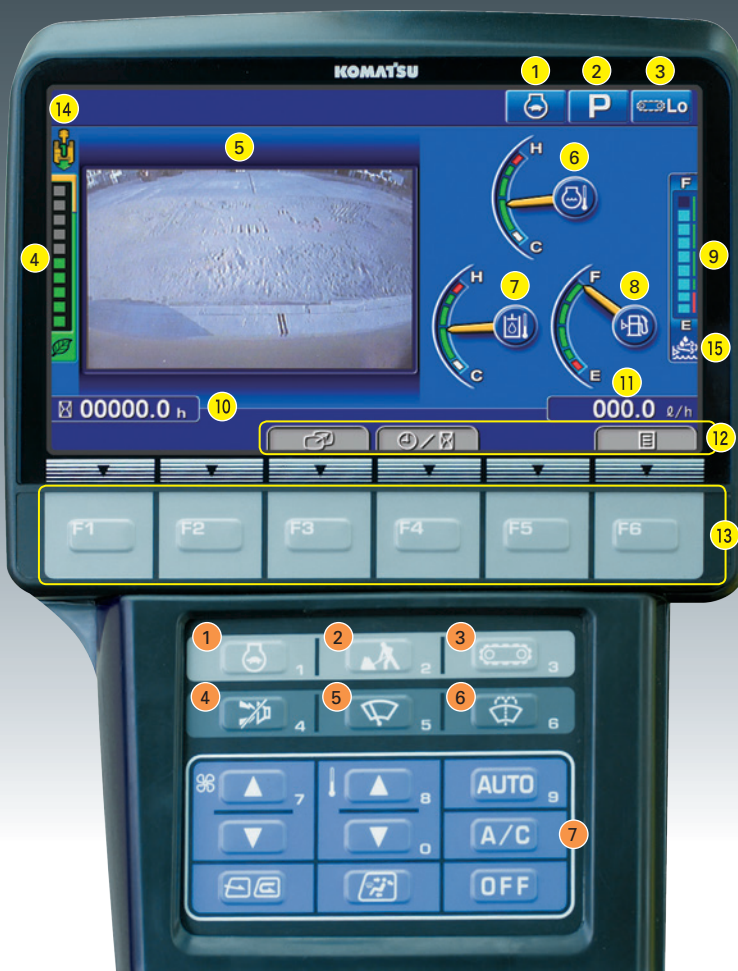 KOMATSU
1 2 3
P Lo
14
5
H
6
F
4
C
9
H
7
F
8
E
C
E
15
11
00000.0 h
10
000.0 ℓ/h
12
F1 F2 F3 F4 F5 F6
13
1 2 3
1 2 3
4 5 6
4 5 6
7 8 AUTO 9
0 A/C 7
OFF